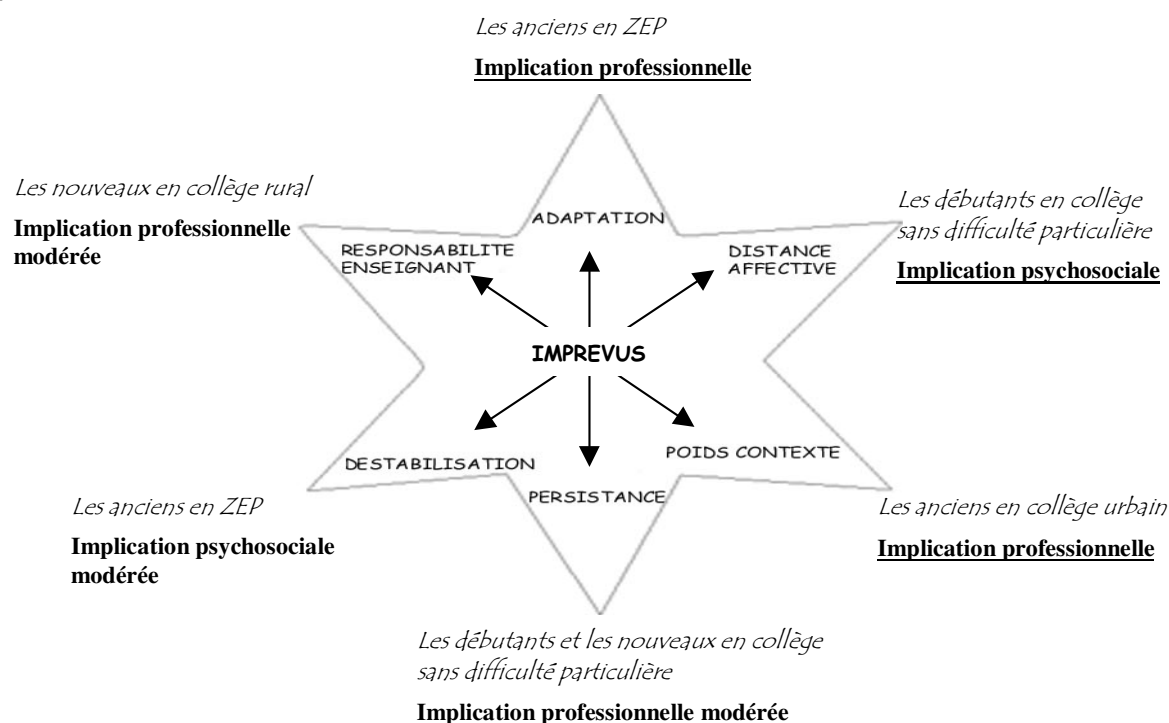 Les anciens en ZEP
Implication professionnelle
Les nouveaux en collège rural
Implication professionnelle
modérée
Les débutants en collège
sans difficulté particulière
Implication psychosociale
ADAPTATION
RESPONSABILITE
ENSEIGNANT
DISTANCE
AFFECTIVE
IMPREVUS
DESTABILISATION
PERSISTANCE
POIDS CONTEXTE
Les anciens en ZEP
Implication psychosociale
modérée
Les anciens en collège urbain
Implication professionnelle
Les débutants et les nouveaux en collège
sans difficulté particulière
Implication professionnelle modérée